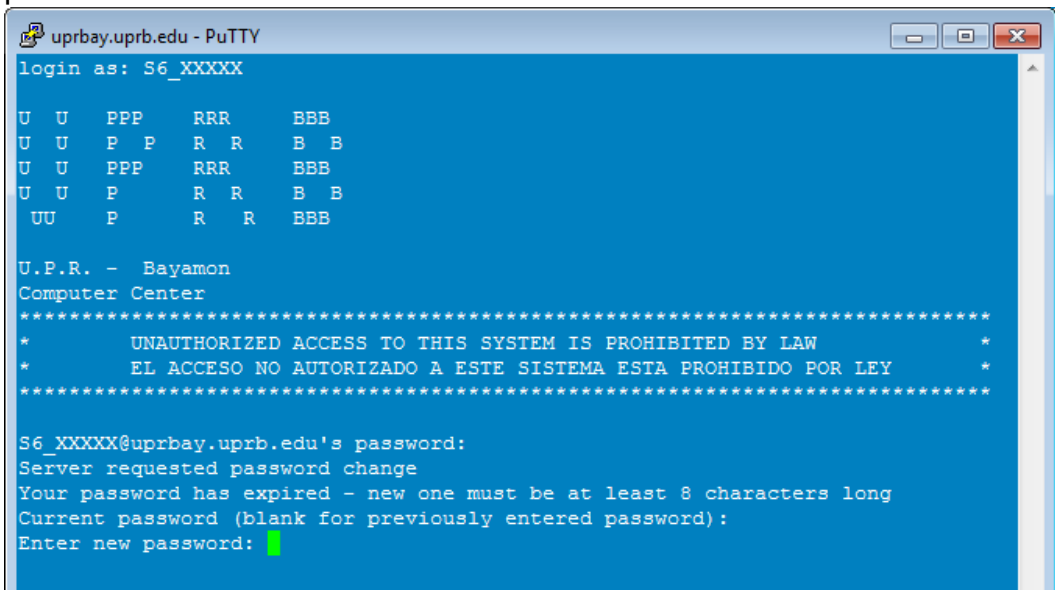 uprbay.uprb.edu - PuTTY
login as: S6_XXXXX
U  U   PPP    RRR     BBB
U  U   P  P   R  R    B  B
U  U   PPP    RRR     BBB
U  U   P      R  R    B  B
 UU    P      R   R   BBB
U.P.R. -  Bayamon
Computer Center
******************************************************************************
*        UNAUTHORIZED ACCESS TO THIS SYSTEM IS PROHIBITED BY LAW             *
*        EL ACCESO NO AUTORIZADO A ESTE SISTEMA ESTA PROHIBIDO POR LEY       *
******************************************************************************
S6_XXXXX@uprbay.uprb.edu's password:
Server requested password change
Your password has expired - new one must be at least 8 characters long
Current password (blank for previously entered password):
Enter new password: